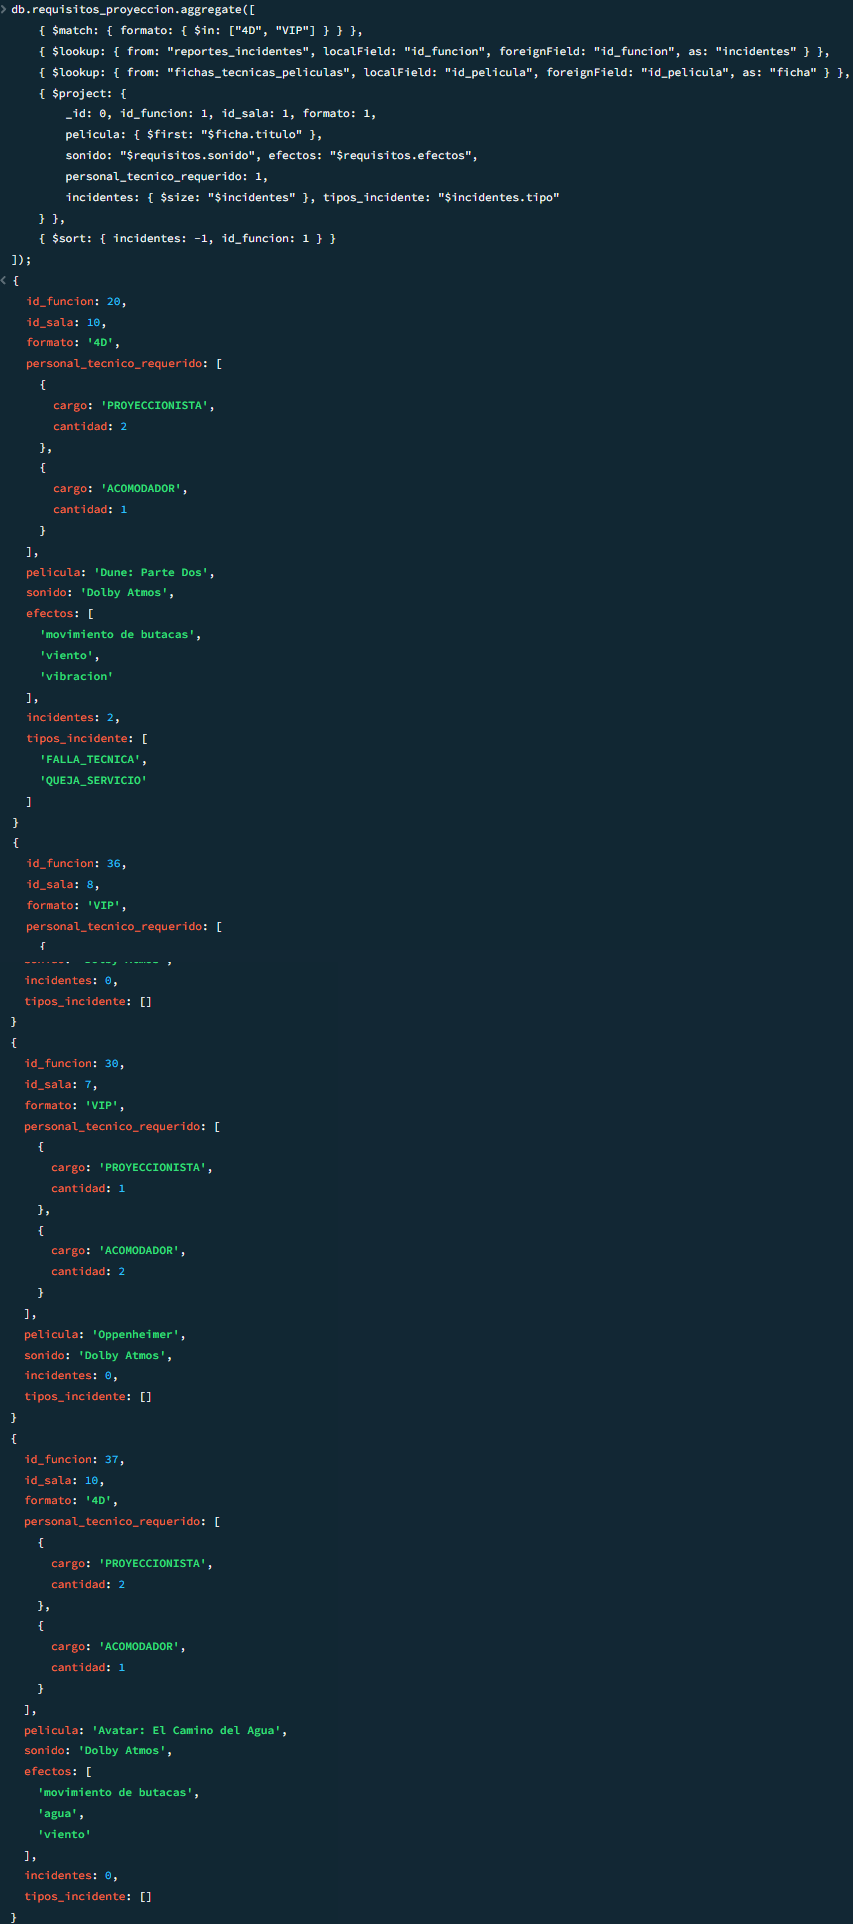 db.requisitos_proyeccion.aggregate([
    { $match: { formato: { $in: ["4D", "VIP"] } } },
    { $lookup: { from: "reportes_incidentes", localField: "id_funcion", foreignField: "id_funcion", as: "incidentes" } },
    { $lookup: { from: "fichas_tecnicas_peliculas", localField: "id_pelicula", foreignField: "id_pelicula", as: "ficha" } },
    { $project: {
        _id: 0, id_funcion: 1, id_sala: 1, formato: 1,
        pelicula: { $first: "$ficha.titulo" },
        sonido: "$requisitos.sonido", efectos: "$requisitos.efectos",
        personal_tecnico_requerido: 1,
        incidentes: { $size: "$incidentes" }, tipos_incidente: "$incidentes.tipo"
    } },
    { $sort: { incidentes: -1, id_funcion: 1 } }
]);
{
  id_funcion: 20,
  id_sala: 10,
  formato: '4D',
  personal_tecnico_requerido: [
    {
      cargo: 'PROYECCIONISTA',
      cantidad: 2
    },
    {
      cargo: 'ACOMODADOR',
      cantidad: 1
    }
  ],
  pelicula: 'Dune: Parte Dos',
  sonido: 'Dolby Atmos',
  efectos: [
    'movimiento de butacas',
    'viento',
    'vibracion'
  ],
  incidentes: 2,
  tipos_incidente: [
    'FALLA_TECNICA',
    'QUEJA_SERVICIO'
  ]
}
{
  id_funcion: 36,
  id_sala: 8,
  formato: 'VIP',
  personal_tecnico_requerido: [
    {
  incidentes: 0,
  tipos_incidente: []
}
{
  id_funcion: 30,
  id_sala: 7,
  formato: 'VIP',
  personal_tecnico_requerido: [
    {
      cargo: 'PROYECCIONISTA',
      cantidad: 1
    },
    {
      cargo: 'ACOMODADOR',
      cantidad: 2
    }
  ],
  pelicula: 'Oppenheimer',
  sonido: 'Dolby Atmos',
  incidentes: 0,
  tipos_incidente: []
}
{
  id_funcion: 37,
  id_sala: 10,
  formato: '4D',
  personal_tecnico_requerido: [
    {
      cargo: 'PROYECCIONISTA',
      cantidad: 2
    },
    {
      cargo: 'ACOMODADOR',
      cantidad: 1
    }
  ],
  pelicula: 'Avatar: El Camino del Agua',
  sonido: 'Dolby Atmos',
  efectos: [
    'movimiento de butacas',
    'agua',
    'viento'
  ],
  incidentes: 0,
  tipos_incidente: []
}